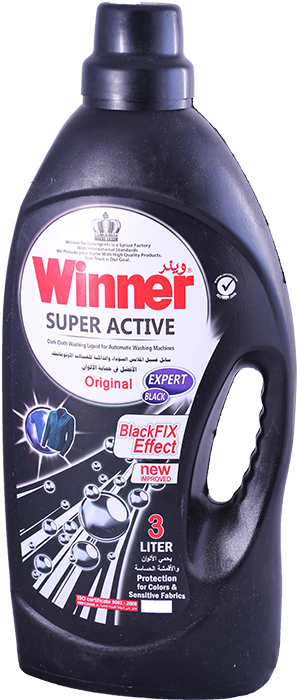 Winner for Detergents is a Syrian Factory
With International Standards
We Provide your Home With High Quality Products.
Your Trust is Our Goal.
وينر
Winner®
SUPER ACTIVE
Dark Cloth Washing Liquid for Automatic Washing Machines
سائل غسيل الملابس السوداء والداكنة للغسالات الأوتوماتيك
الأفضل في حماية الألوان
Original
EXPERT
BLACK
BlackFIX
Effect
new
IMPROVED
3
LITER
يحمي الألوان
والأقمشة الحساسة
Protection
for Colors &
Sensitive Fabrics
ISO certificate 9001 : 2008